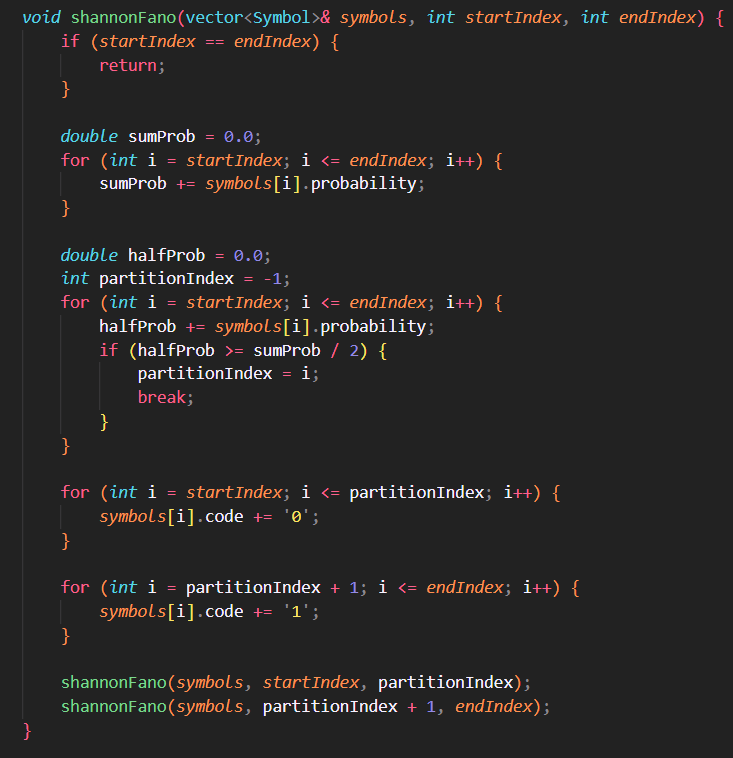 void shannonFano(vector<Symbol>& symbols, int startIndex, int endIndex) {
    if (startIndex == endIndex) {
        return;
    }

    double sumProb = 0.0;
    for (int i = startIndex; i <= endIndex; i++) {
        sumProb += symbols[i].probability;
    }

    double halfProb = 0.0;
    int partitionIndex = -1;
    for (int i = startIndex; i <= endIndex; i++) {
        halfProb += symbols[i].probability;
        if (halfProb >= sumProb / 2) {
            partitionIndex = i;
            break;
        }
    }

    for (int i = startIndex; i <= partitionIndex; i++) {
        symbols[i].code += '0';
    }

    for (int i = partitionIndex + 1; i <= endIndex; i++) {
        symbols[i].code += '1';
    }

    shannonFano(symbols, startIndex, partitionIndex);
    shannonFano(symbols, partitionIndex + 1, endIndex);
}